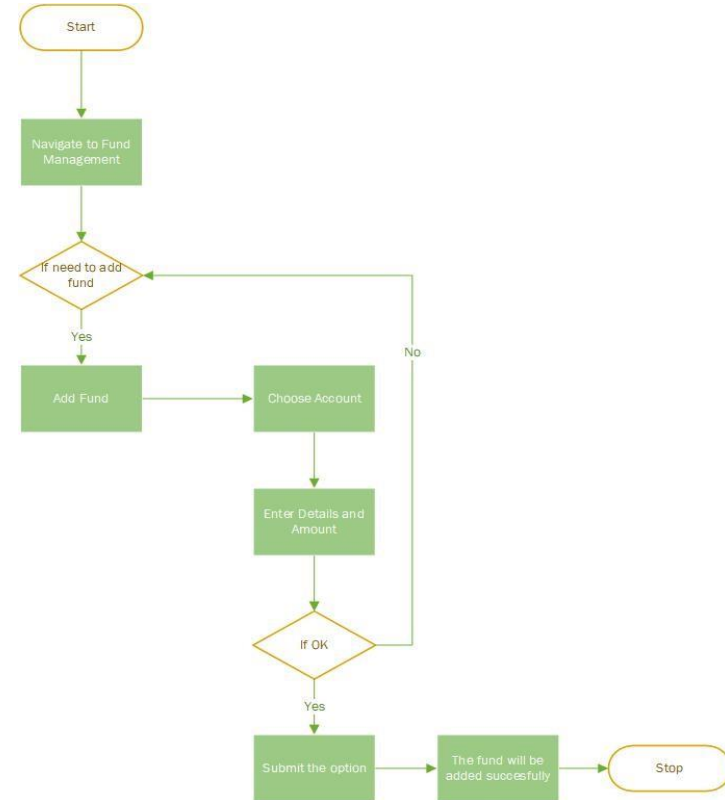 Start
Navigate to Fund
Management
If need to add
fund
Yes
No
Add Fund
Choose Account
Enter Details and
Amount
If OK
Yes
Submit the option
The fund will be
added succesfully
Stop